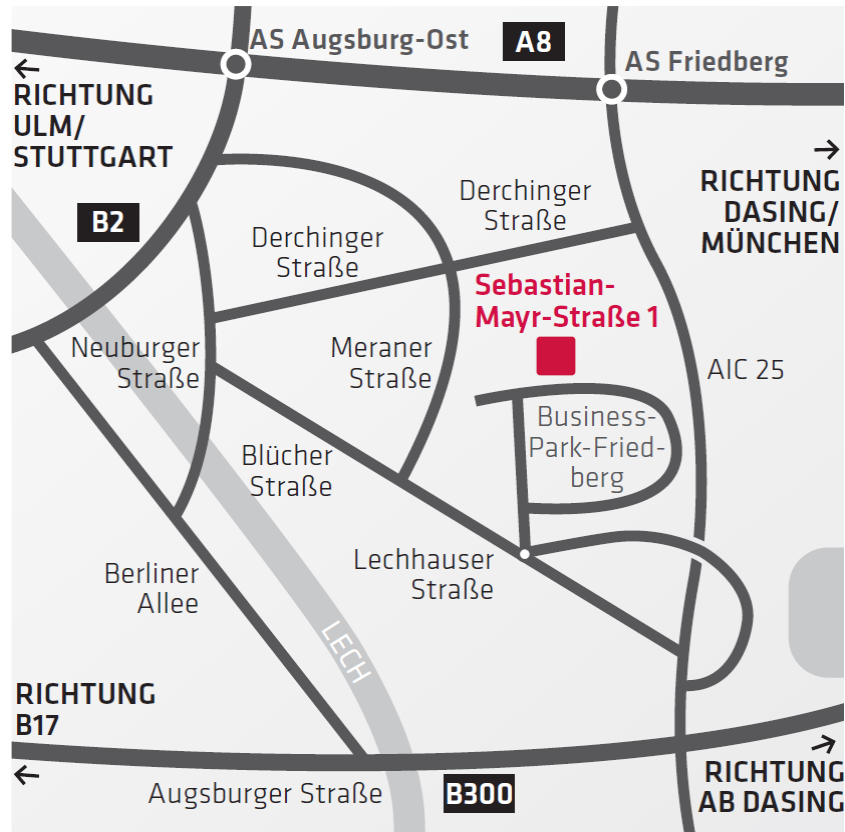 AS Augsburg-Ost
A8
AS Friedberg
←
RICHTUNG
ULM/
STUTTGART
→
RICHTUNG
DASING/
MÜNCHEN
B2
Derchinger
Straße
Derchinger
Straße
Sebastian-
Mayr-Straße 1
Neuburger
Straße
Meraner
Straße
AIC 25
Business-
Park-Fried-
berg
Blücher
Straße
Lechhauser
Straße
Berliner
Allee
LECH
RICHTUNG
B17
←
Augsburger Straße
B300
→
RICHTUNG
AB DASING